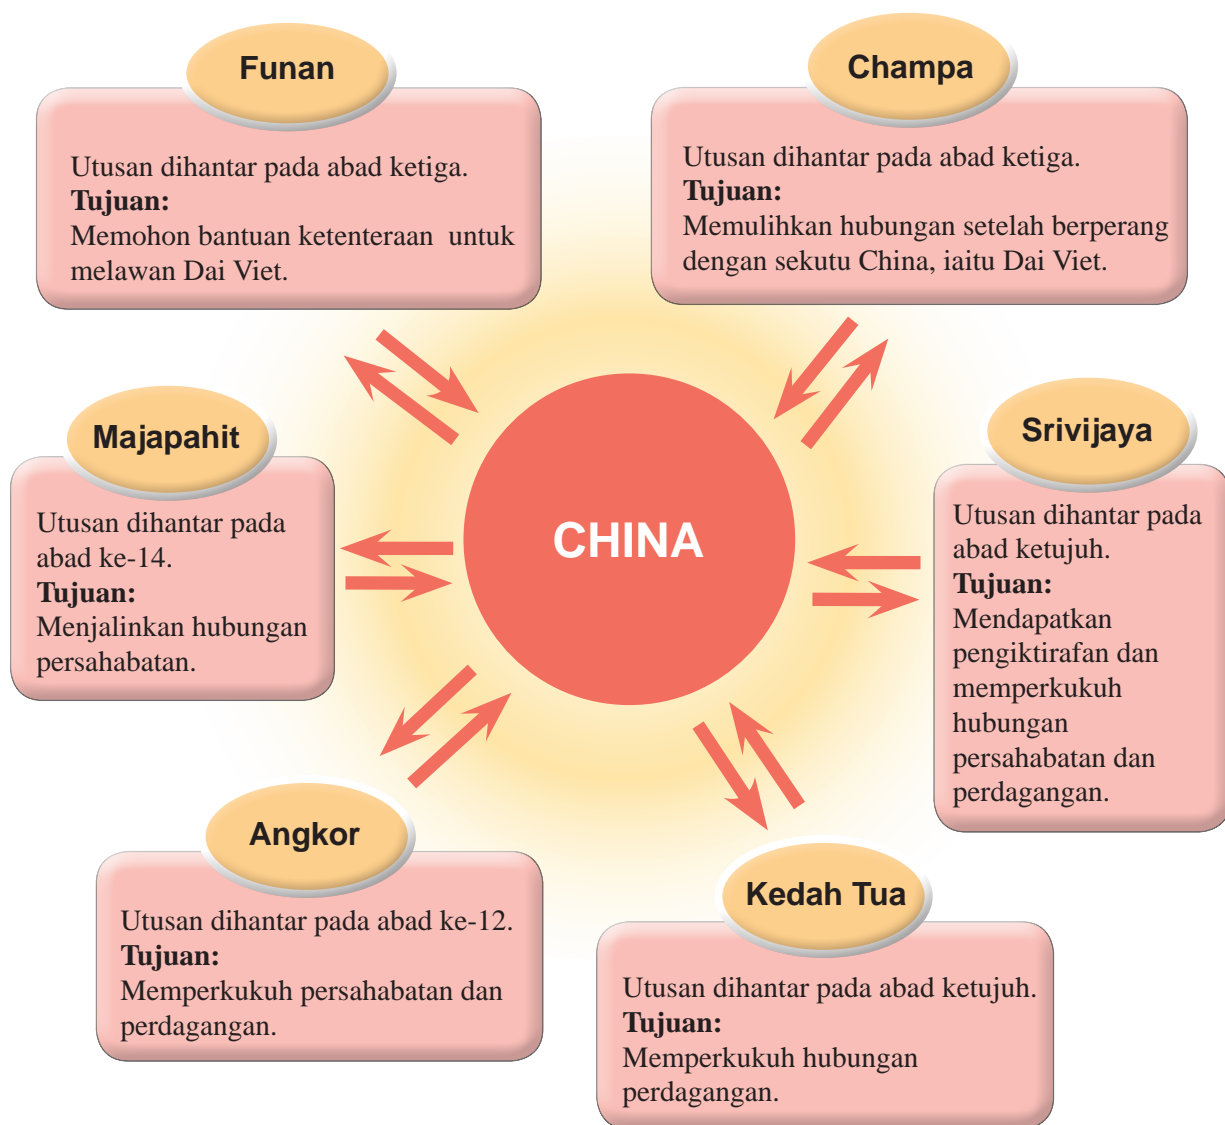 Funan
Utusan dihantar pada abad ketiga.
Tujuan:
Memohon bantuan ketenteraan untuk
melawan Dai Viet.
Champa
Utusan dihantar pada abad ketiga.
Tujuan:
Memulihkan hubungan setelah berperang
dengan sekutu China, iaitu Dai Viet.
Majapahit
Utusan dihantar pada
abad ke-14.
Tujuan:
Menjalinkan hubungan
persahabatan.
CHINA
Srivijaya
Utusan dihantar pada
abad ketujuh.
Tujuan:
Mendapatkan
pengiktirafan dan
memperkukuh
hubungan
persahabatan dan
perdagangan.
Angkor
Utusan dihantar pada abad ke-12.
Tujuan:
Memperkukuh persahabatan dan
perdagangan.
Kedah Tua
Utusan dihantar pada abad ketujuh.
Tujuan:
Memperkukuh hubungan
perdagangan.